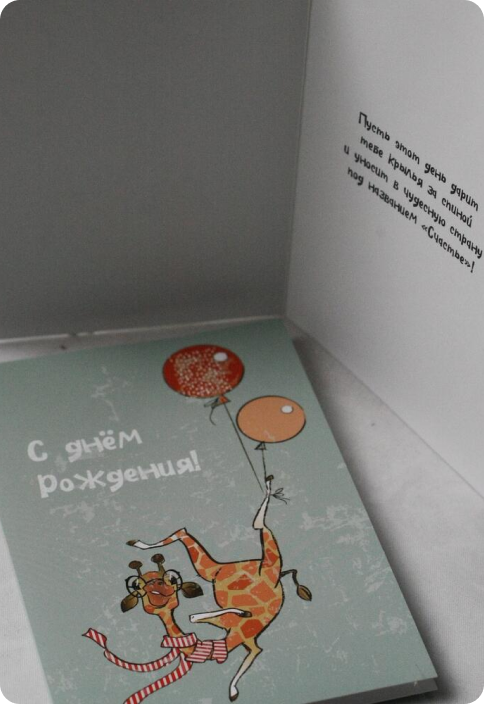 Пусть этот день дарит
тебе крылья за спиной
и уносит в чудесную страну
под названием «Счастье»!
С днём
рождения!